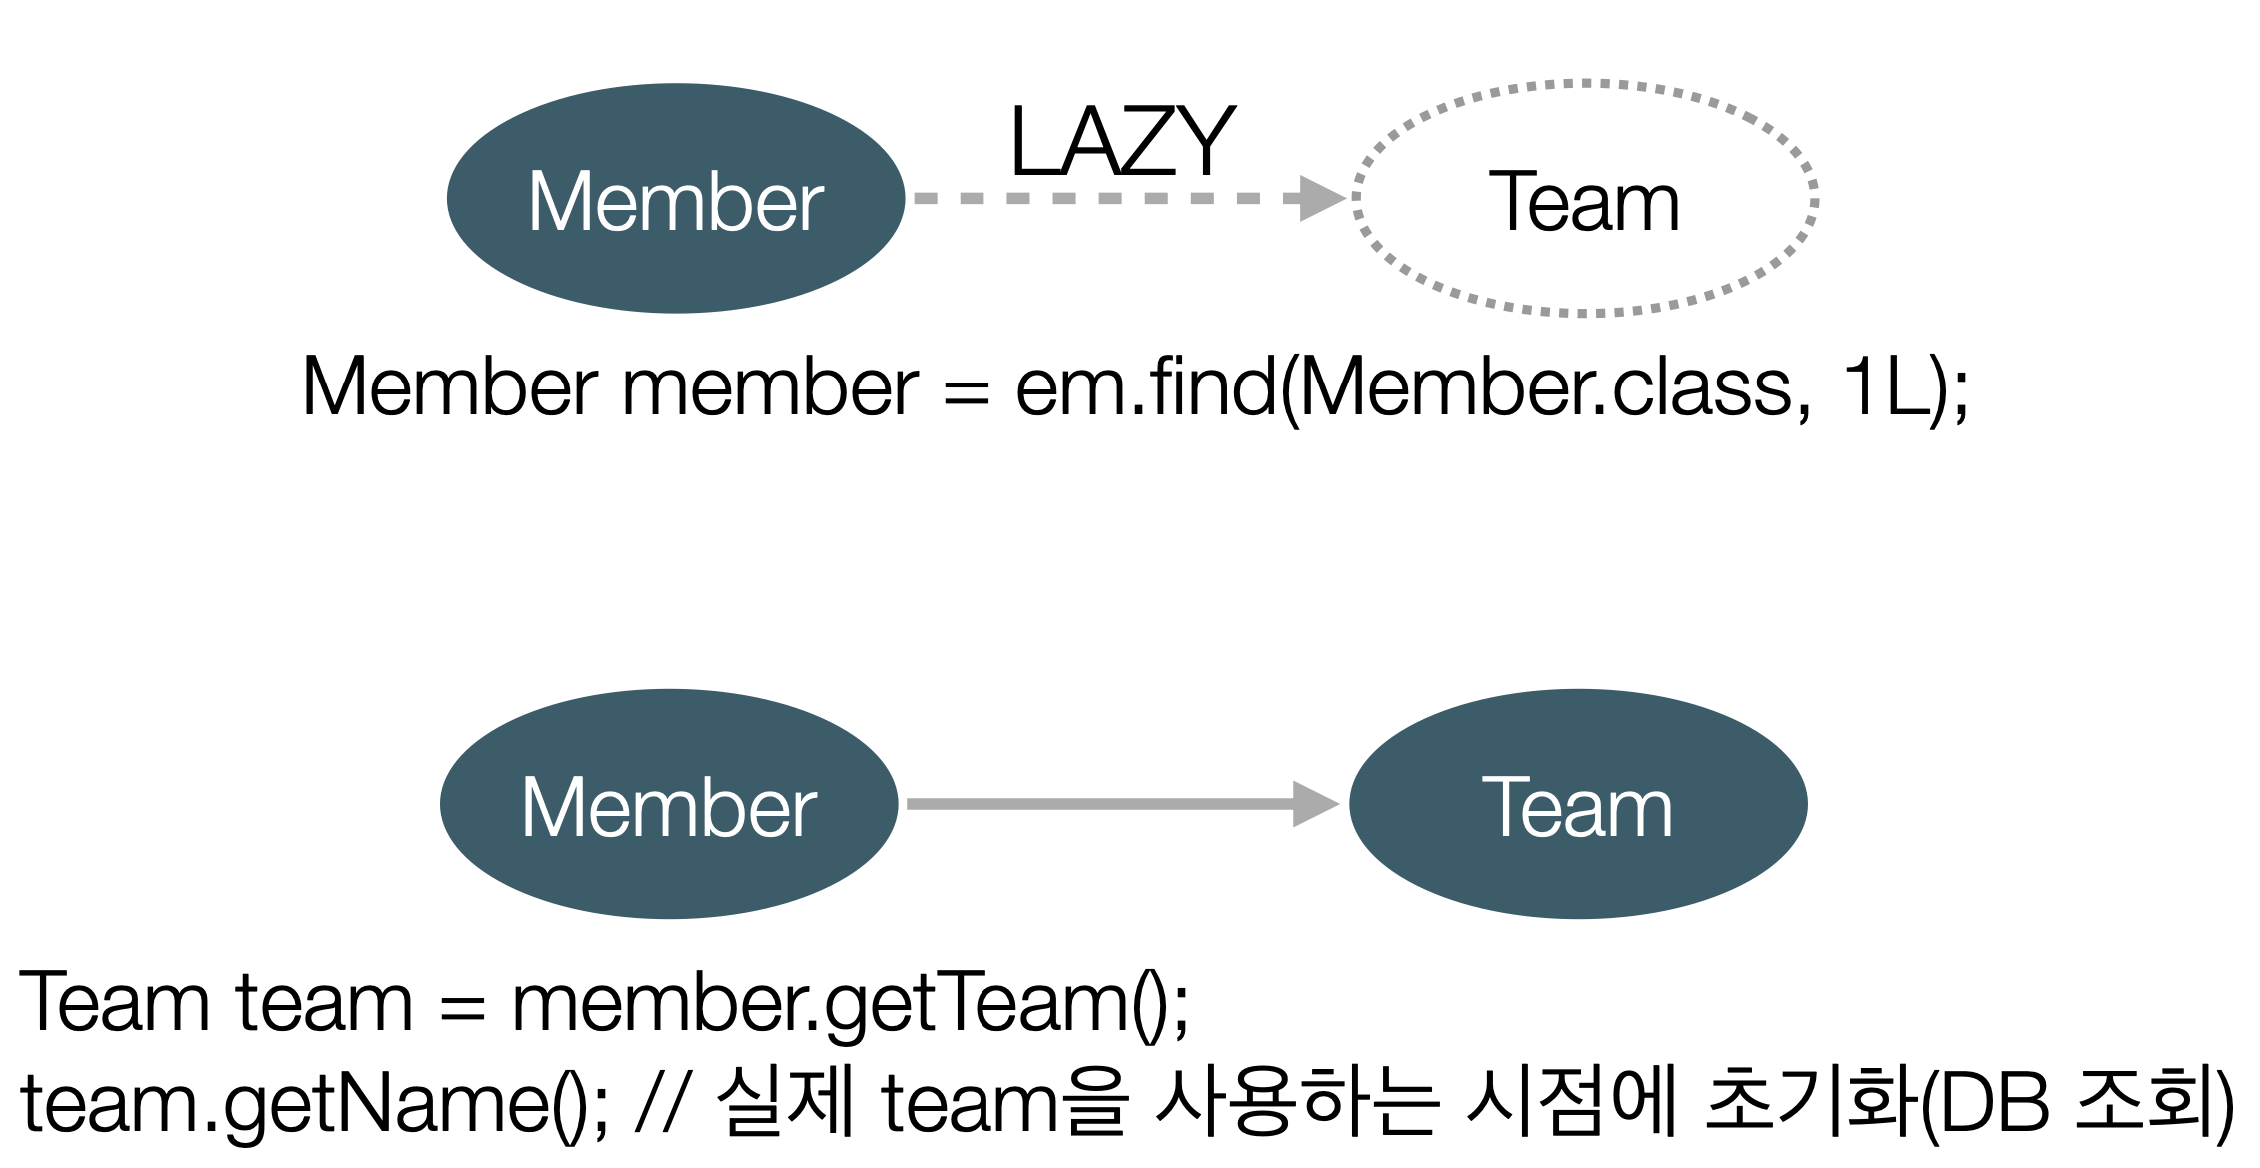 LAZY
Member
Team
Member member = em.find(Member.class, 1L);
Member
Team
Team team = member.getTeam();
team.getName(); // 실제 team을 사용하는 시점에 초기화(DB 조회)